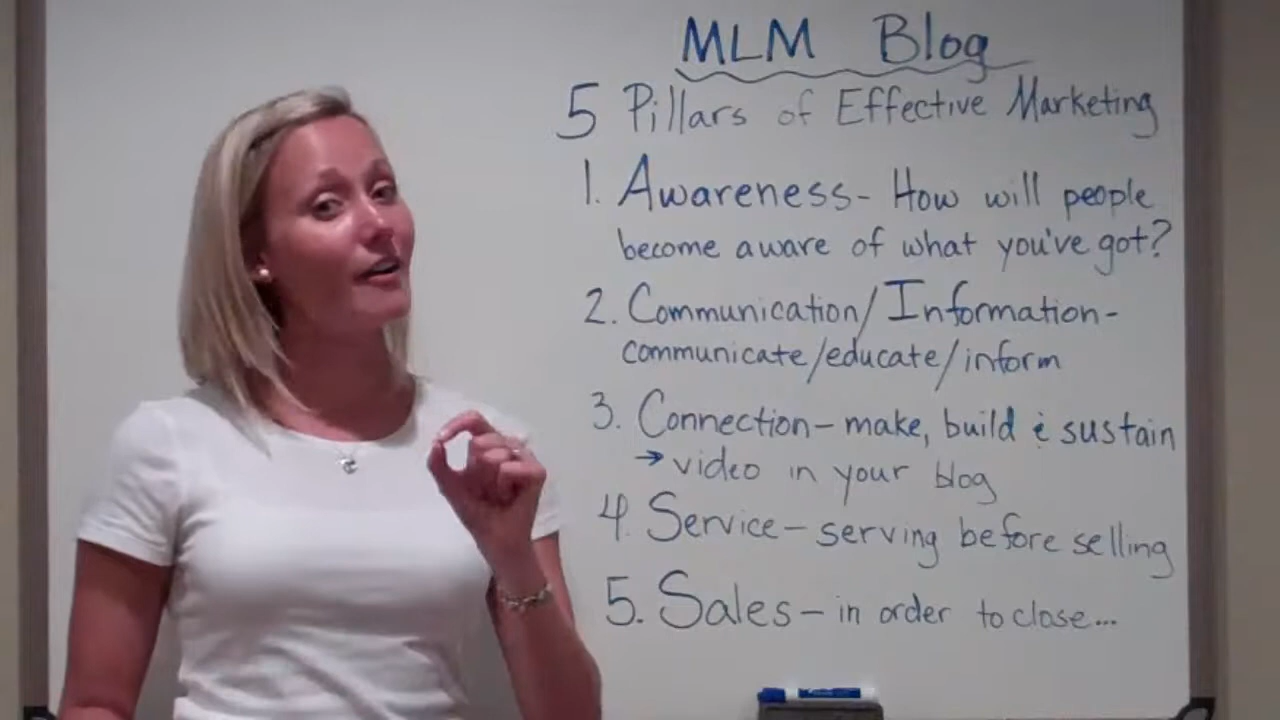 MLM Blog
5 Pillars of Effective Marketing
1. Awareness- How will people
become aware of what you've got?
2. Communication/Information-
communicate/educate/inform
3. Connection- make, build & sustain
→ video in your blog
4. Service- serving before selling
5. Sales- in order to close...